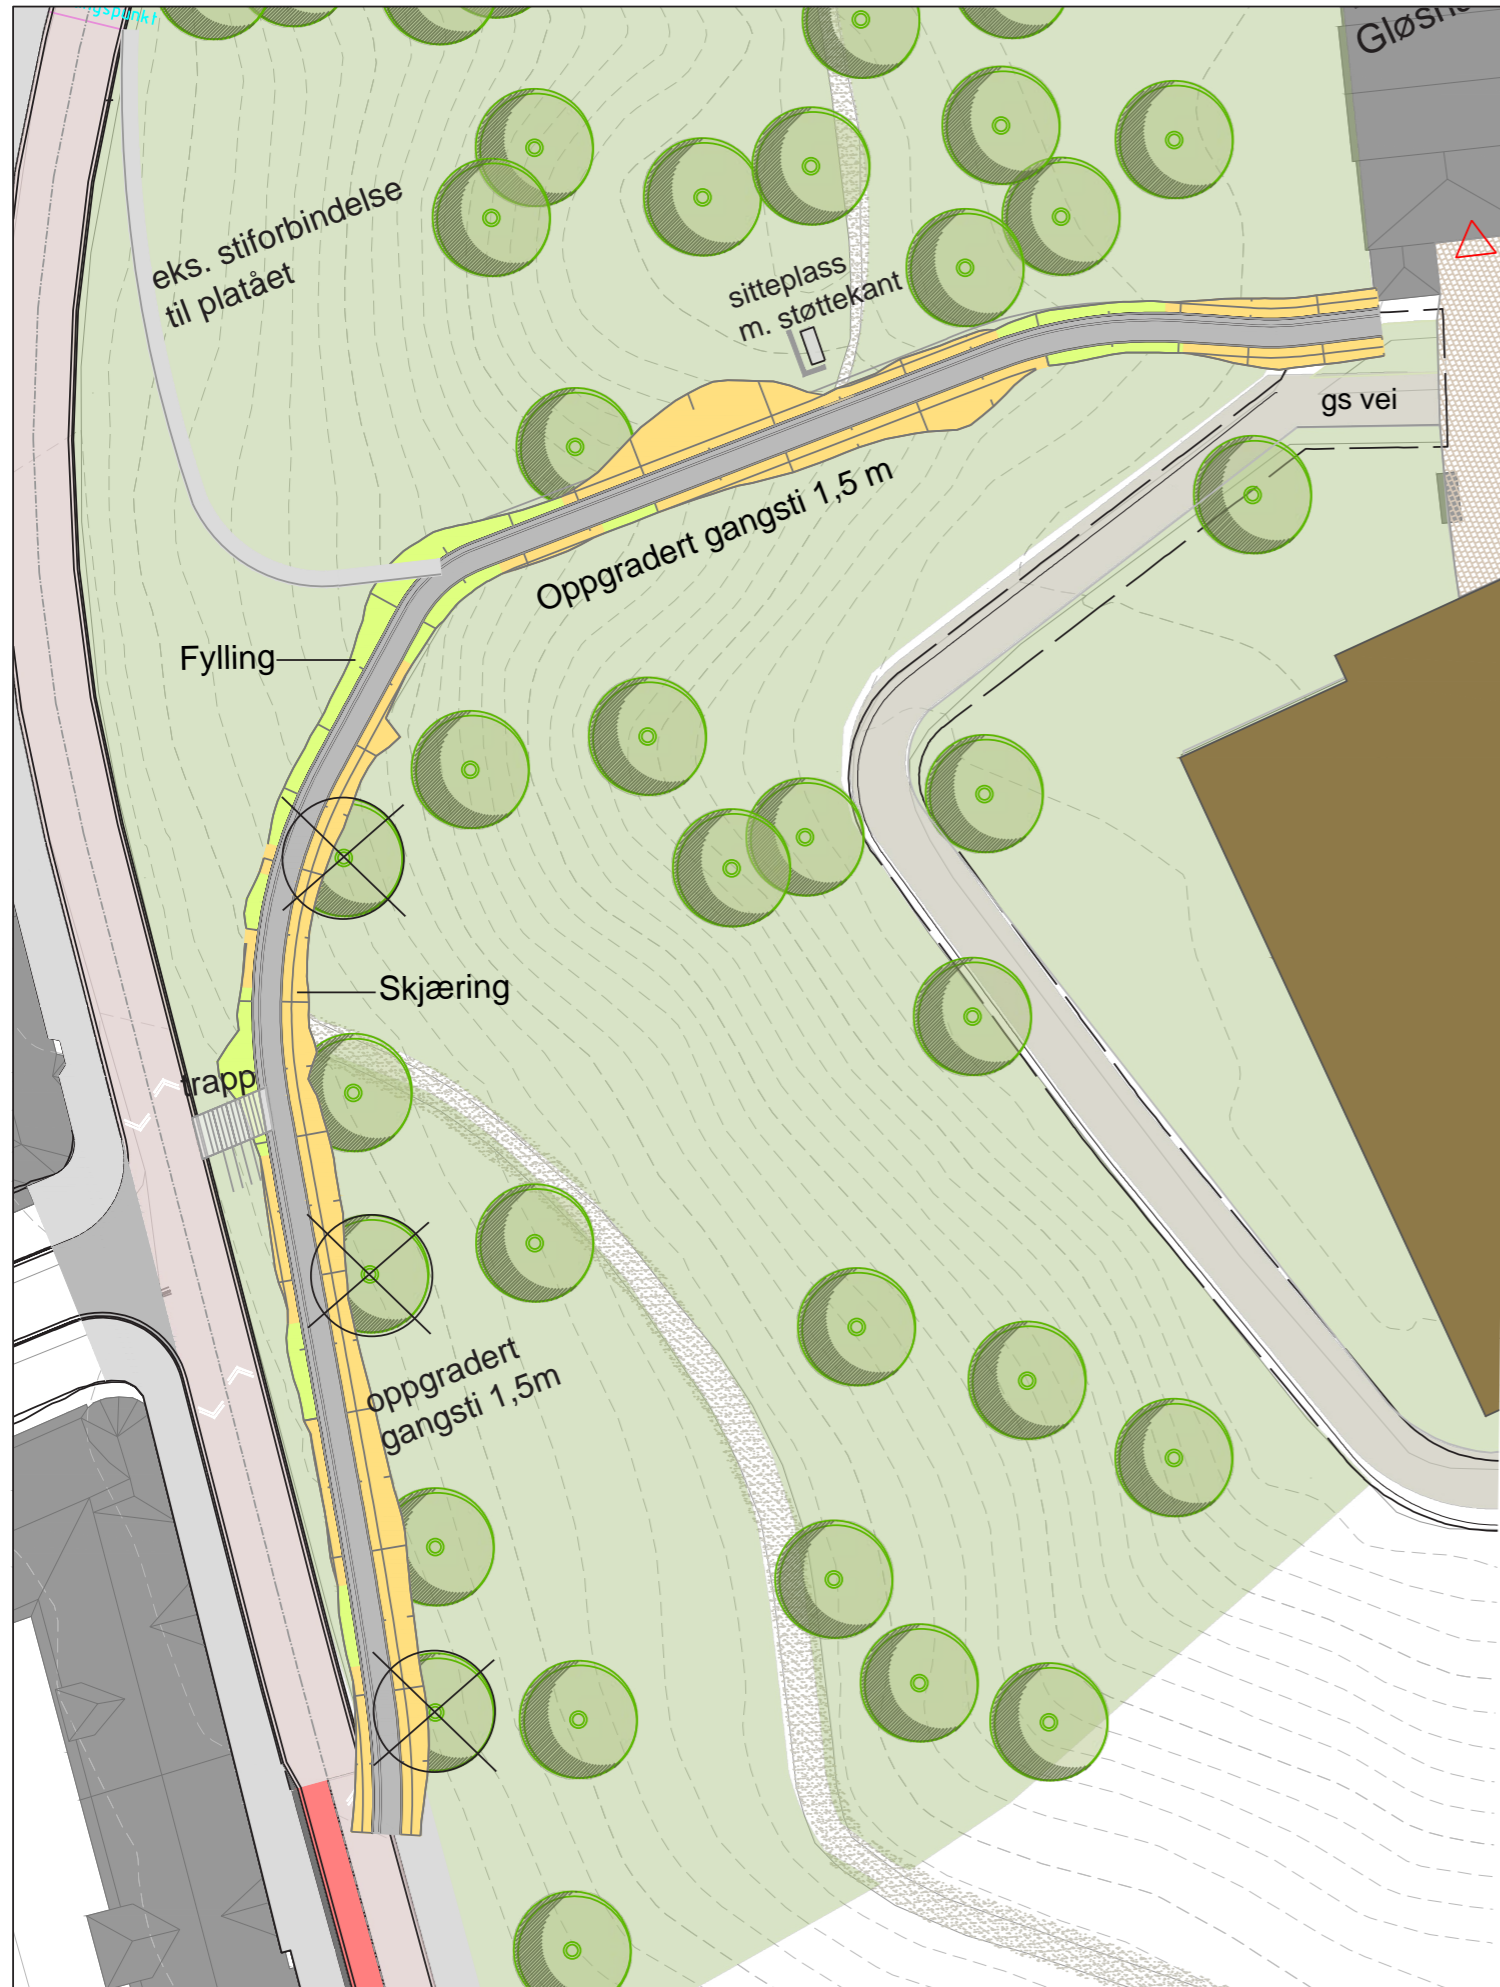 eks. stiforbindelse
til platået
sitteplass
m. støttekant
gs vei
Oppgradert gangsti 1,5 m
Fylling
Skjæring
trapp
oppgradert
gangsti 1,5m